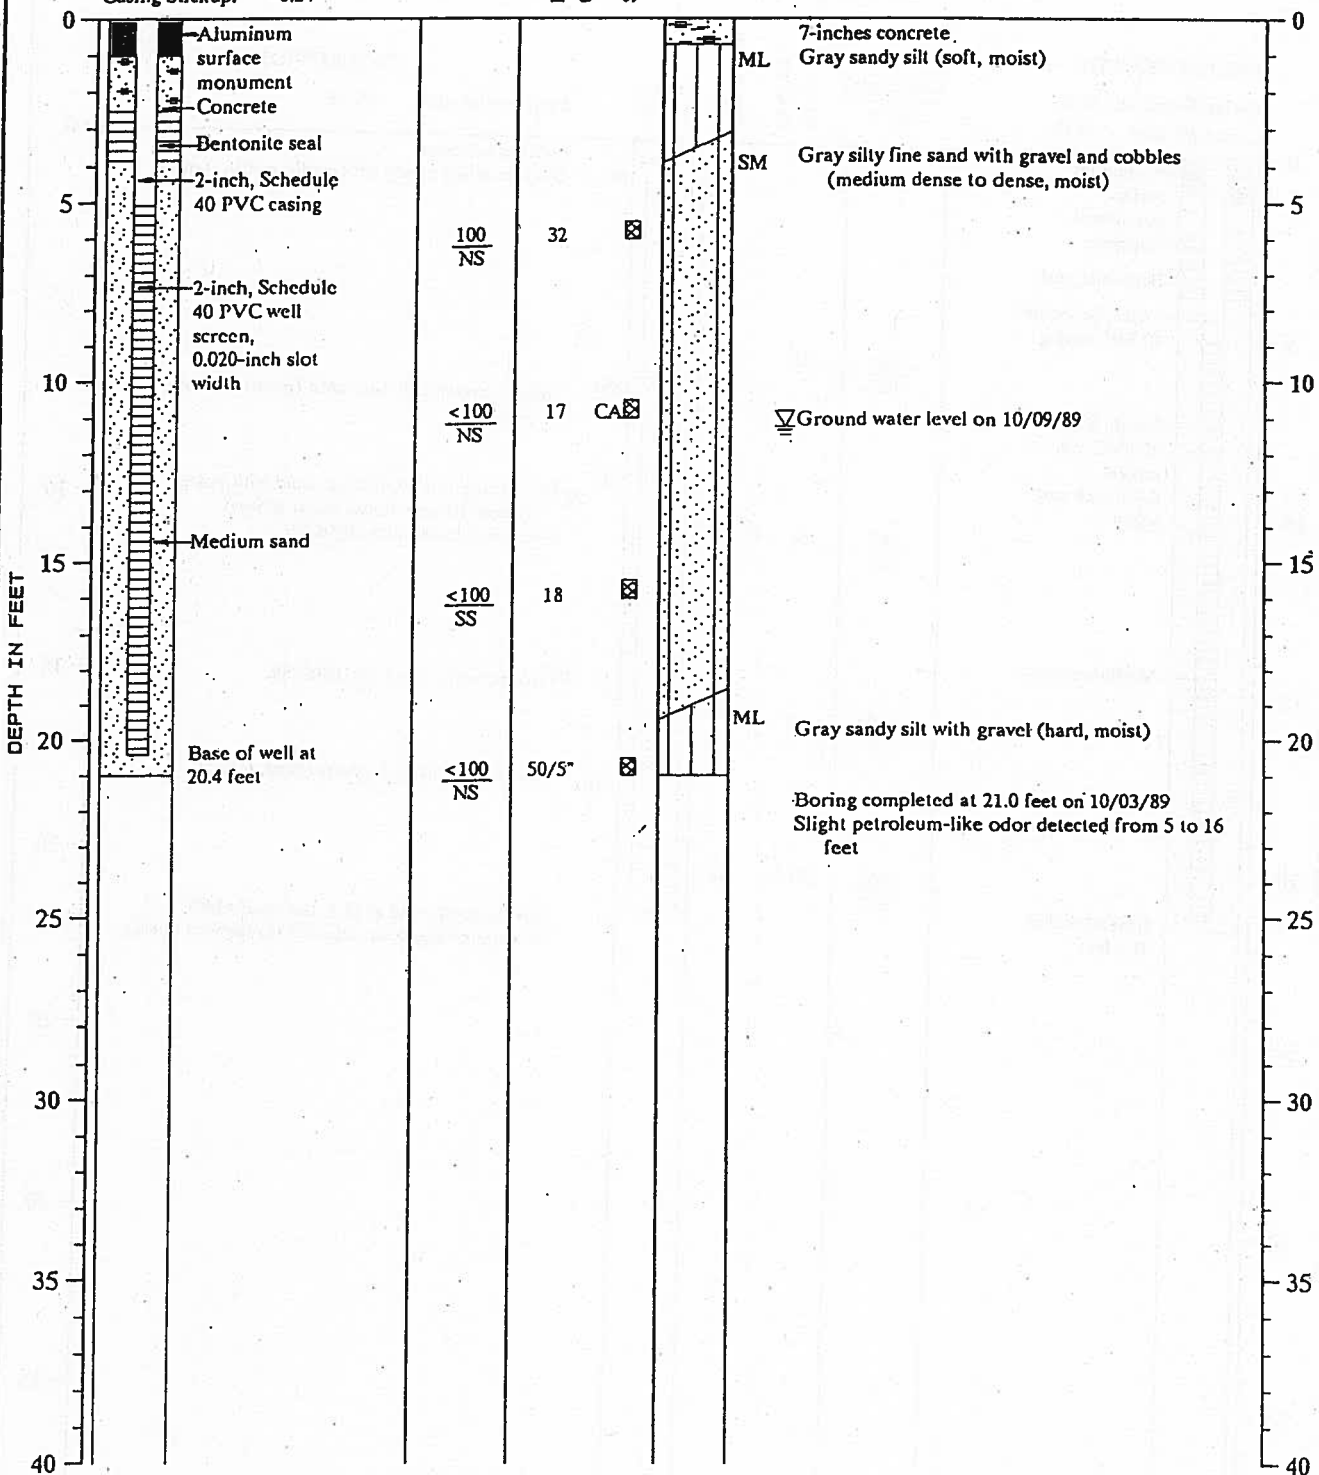 0
Aluminum
surface
monument
Concrete
Bentonite seal
2-inch, Schedule
40 PVC casing
5
2-inch, Schedule
40 PVC well
screen,
0.020-inch slot
width
10
Medium sand
15
DEPTH IN FEET
20
Base of well at
20.4 feet
25
30
35
40
100
NS
32
<100
NS
17
CA
<100
SS
18
<100
NS
50/5"
ML
SM
ML
7-inches concrete
Gray sandy silt (soft, moist)
Gray silty fine sand with gravel and cobbles
(medium dense to dense, moist)
Ground water level on 10/09/89
Gray sandy silt with gravel (hard, moist)
Boring completed at 21.0 feet on 10/03/89
Slight petroleum-like odor detected from 5 to 16
feet
0
5
10
15
20
25
30
35
40